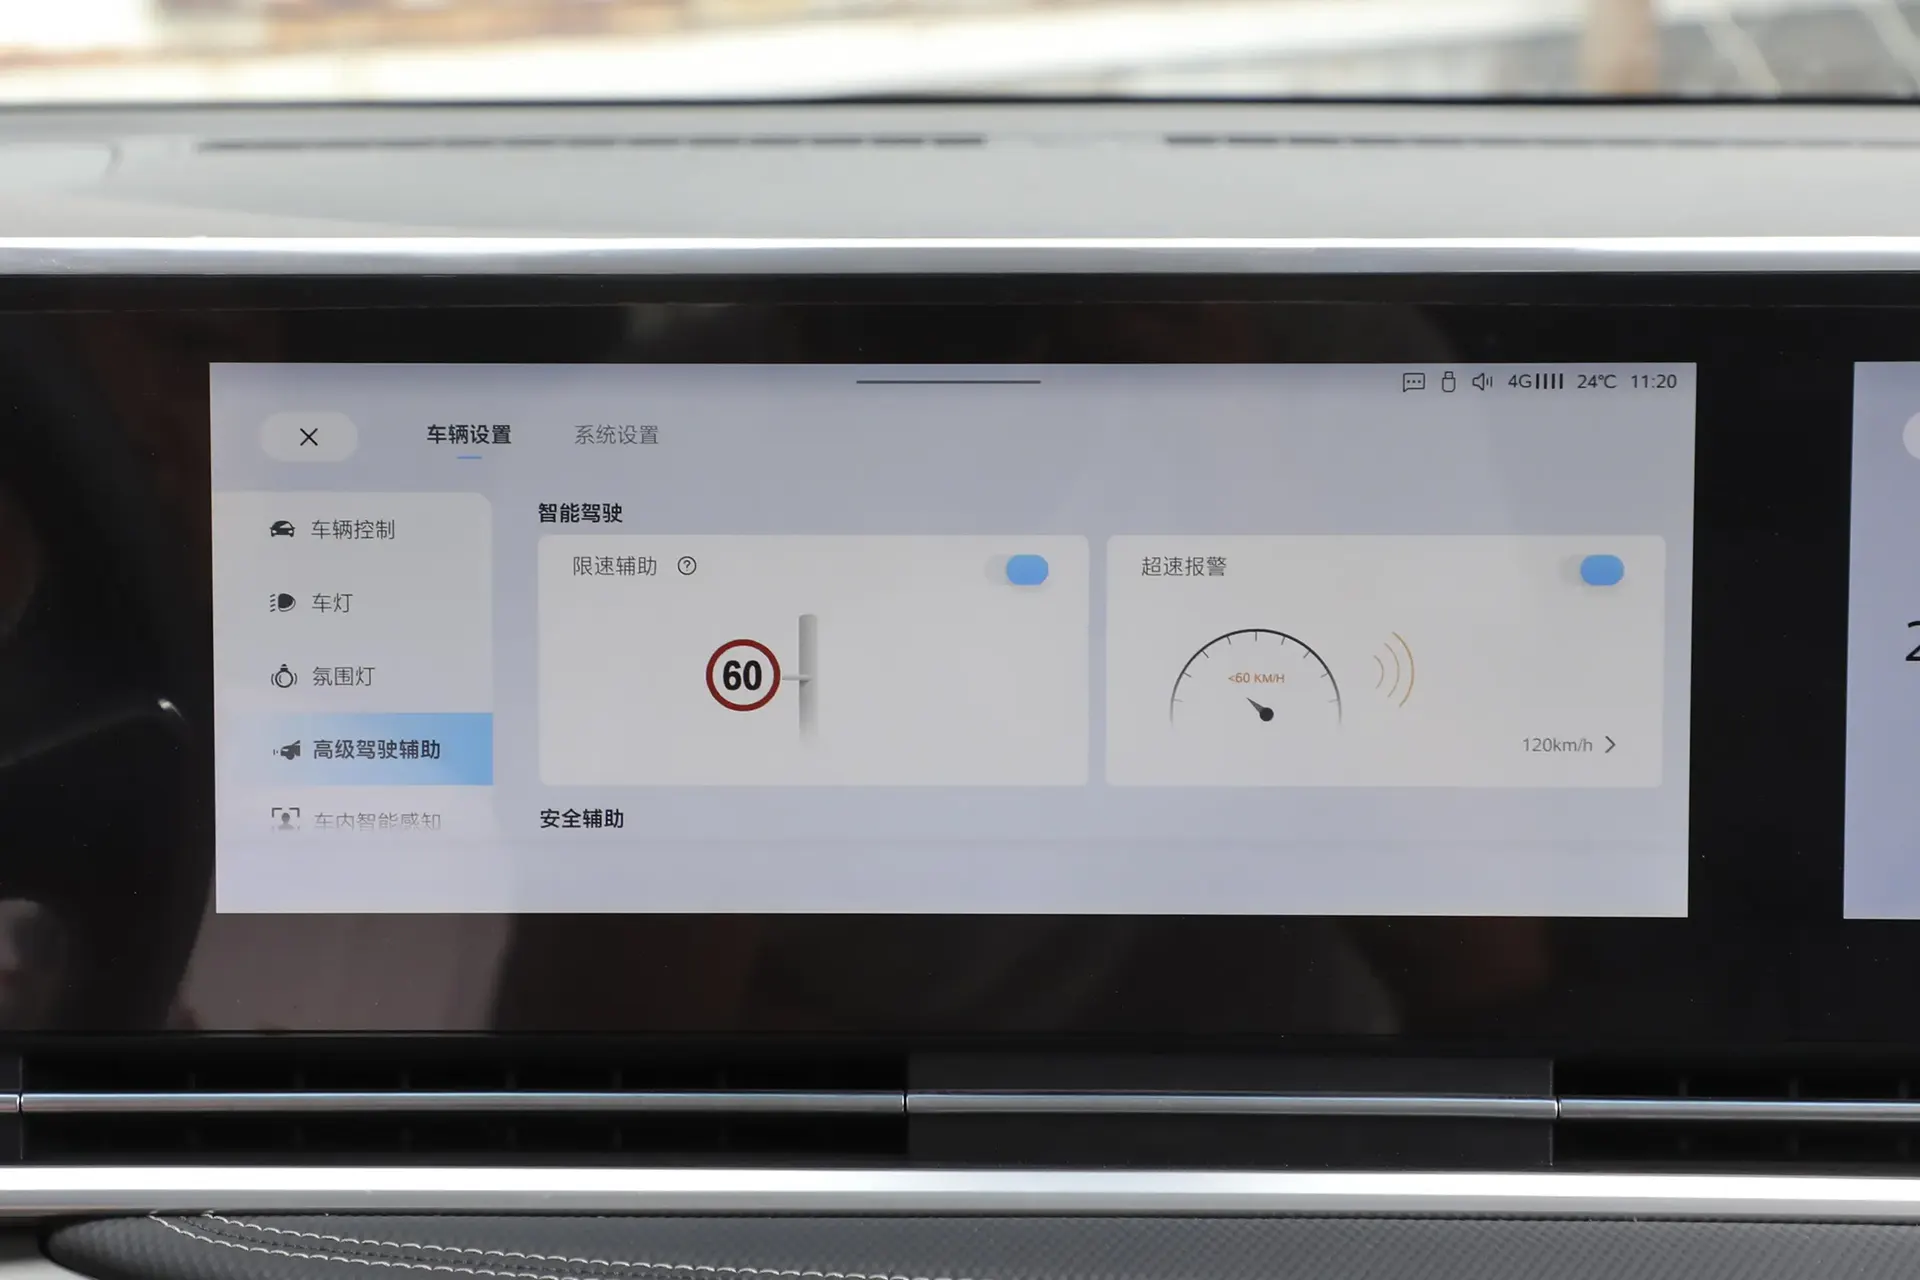 4G 24℃ 11:20
车辆设置 系统设置
车辆控制
车灯
氛围灯
高级驾驶辅助
车内智能感知
智能驾驶
限速辅助 ?
60
超速报警
<60 KM/H
120km/h
安全辅助